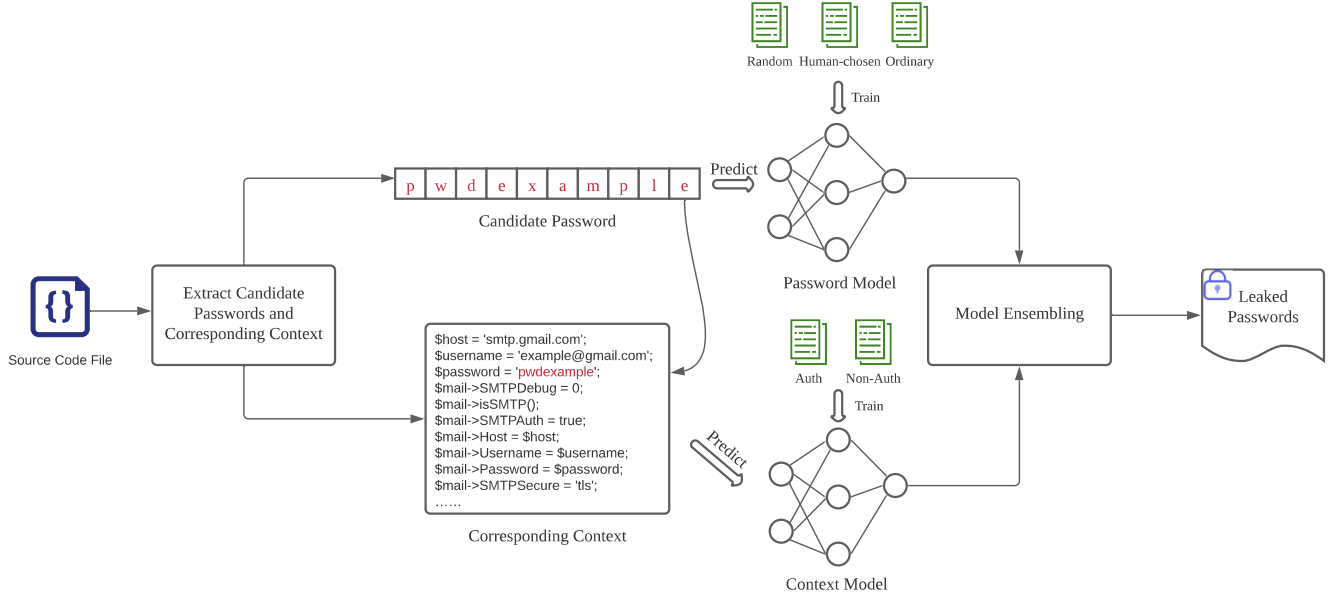 Random Human-chosen Ordinary
Train
Predict
p w d e x a m p l e
Candidate Password
Password Model
{}
Source Code File
Extract Candidate
Passwords and
Corresponding Context
$host = 'smtp.gmail.com';
$username = 'example@gmail.com';
$password = 'pwdexample';
$mail->SMTPDebug = 0;
$mail->isSMTP();
$mail->SMTPAuth = true;
$mail->Host = $host;
$mail->Username = $username;
$mail->Password = $password;
$mail->SMTPSecure = 'tls';
......
Corresponding Context
Predict
Auth Non-Auth
Train
Context Model
Model Ensembling
Leaked
Passwords